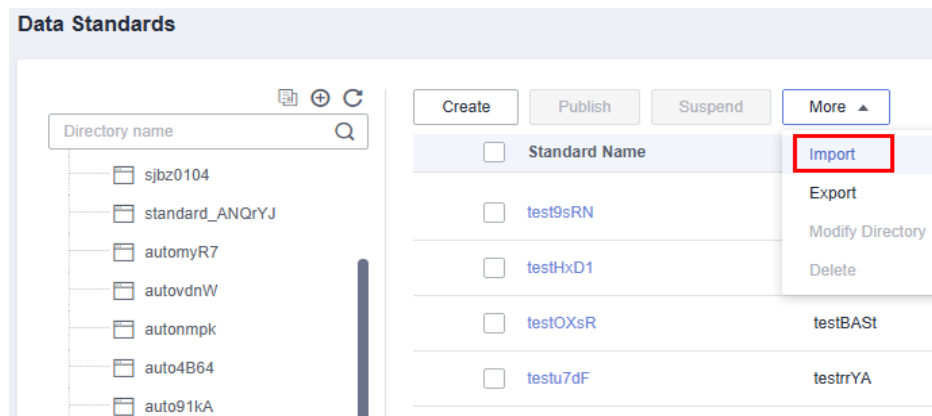 Data Standards
Create Publish Suspend More
Directory name
Standard Name
Import
sjbz0104
Export
standard_ANQrYJ
test9sRN
Modify Directory
automyR7
testHxD1
Delete
autovdnW
autonmpk
testOXsR testBASt
auto4B64
testu7dF testrrYA
auto91kA